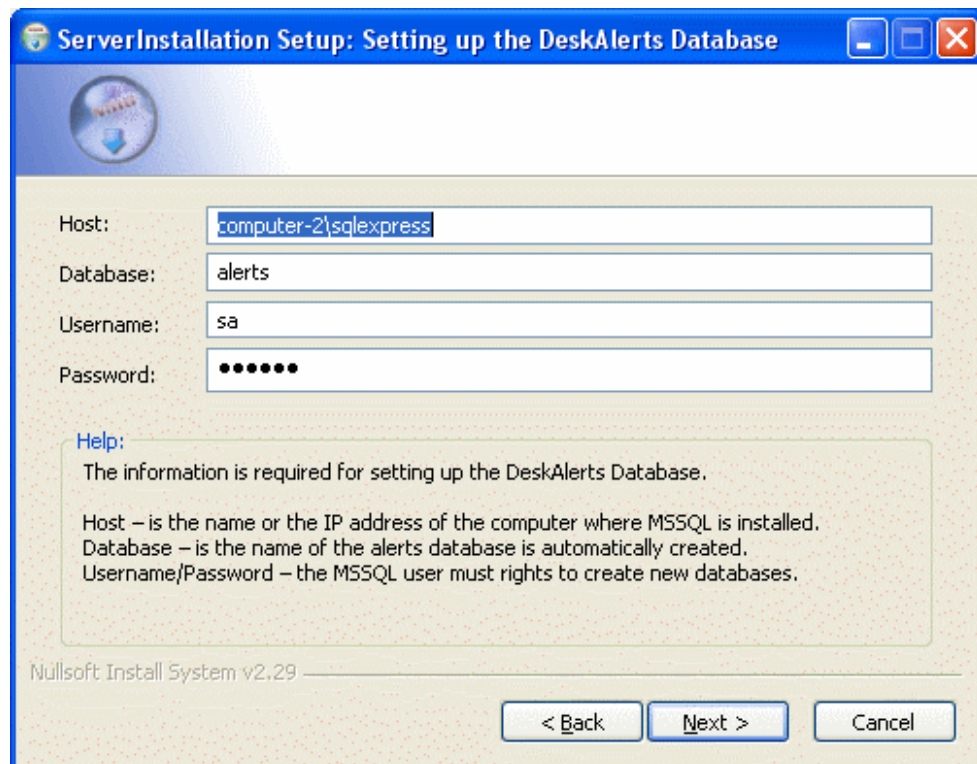 ServerInstallation Setup: Setting up the DeskAlerts Database
Host:
computer-2\sqlexpress
Database:
alerts
Username:
sa
Password:
••••••
Help:
The information is required for setting up the DeskAlerts Database.
Host – is the name or the IP address of the computer where MSSQL is installed.
Database – is the name of the alerts database is automatically created.
Username/Password – the MSSQL user must rights to create new databases.
Nullsoft Install System v2.29
< Back
Next >
Cancel